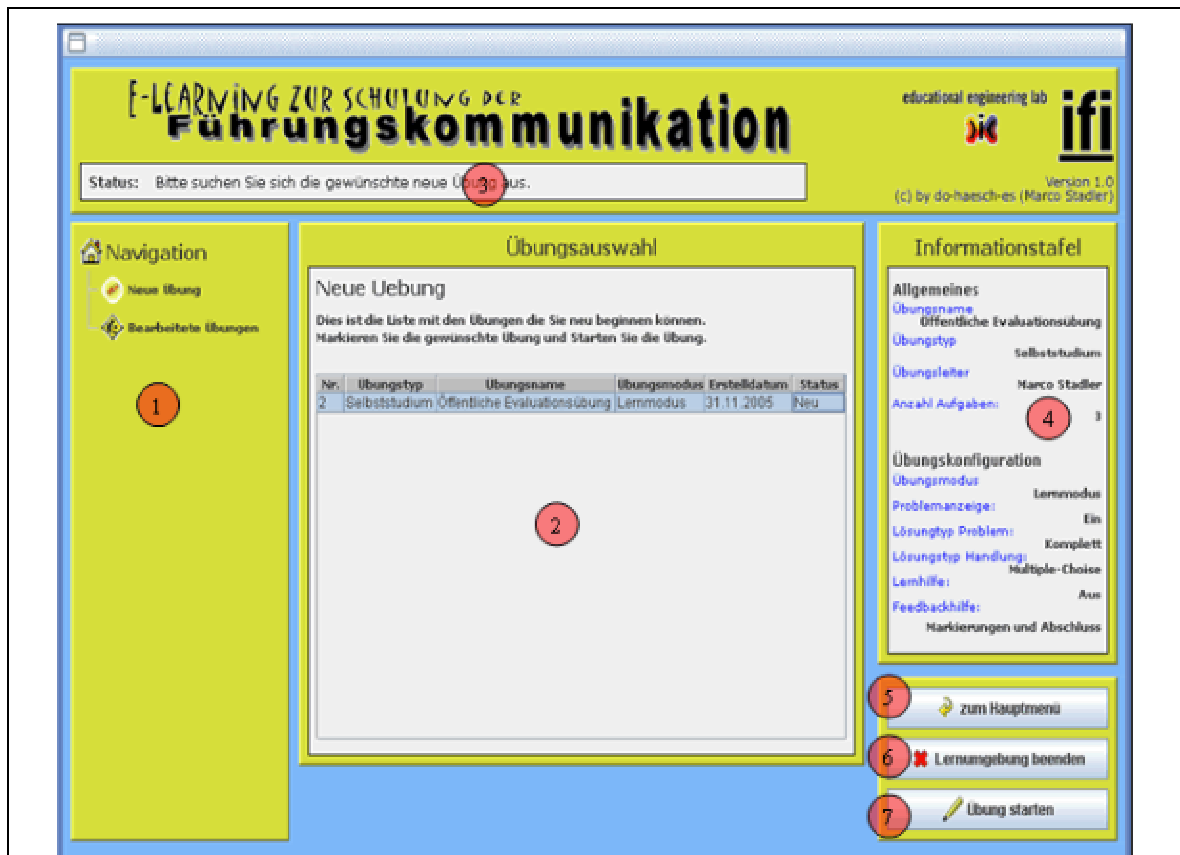 E-LEARNING ZUR SCHULUNG DER
Führungskommunikation
educational engineering lab
ifi
Status: Bitte suchen Sie sich die gewünschte neue Übung aus.
3
Version 1.0
(c) by do-haesch-es (Marco Stadler)
Navigation
Neue Übung
Bearbeitete Übungen
1
Übungsauswahl
Neue Uebung
Dies ist die Liste mit den Übungen die Sie neu beginnen können.
Markieren Sie die gewünschte Übung und Starten Sie die Übung.
Nr. Übungstyp Übungsname Übungsmodus Erstelldatum Status
2 Selbststudium Öffentliche Evaluationsübung Lernmodus 31.11.2005 Neu
2
Informationstafel
Allgemeines
Übungsname
Öffentliche Evaluationsübung
Übungstyp
Selbststudium
Übungsleiter
Marco Stadler
Anzahl Aufgaben:
3
4
Übungskonfiguration
Übungsmodus
Lernmodus
Problemanzeige:
Ein
Lösungtyp Problem:
Komplett
Lösungstyp Handlung:
Multiple-Choise
Lernhilfe:
Aus
Feedbackhilfe:
Markierungen und Abschluss
5
zum Hauptmenü
6
Lernumgebung beenden
7
Übung starten